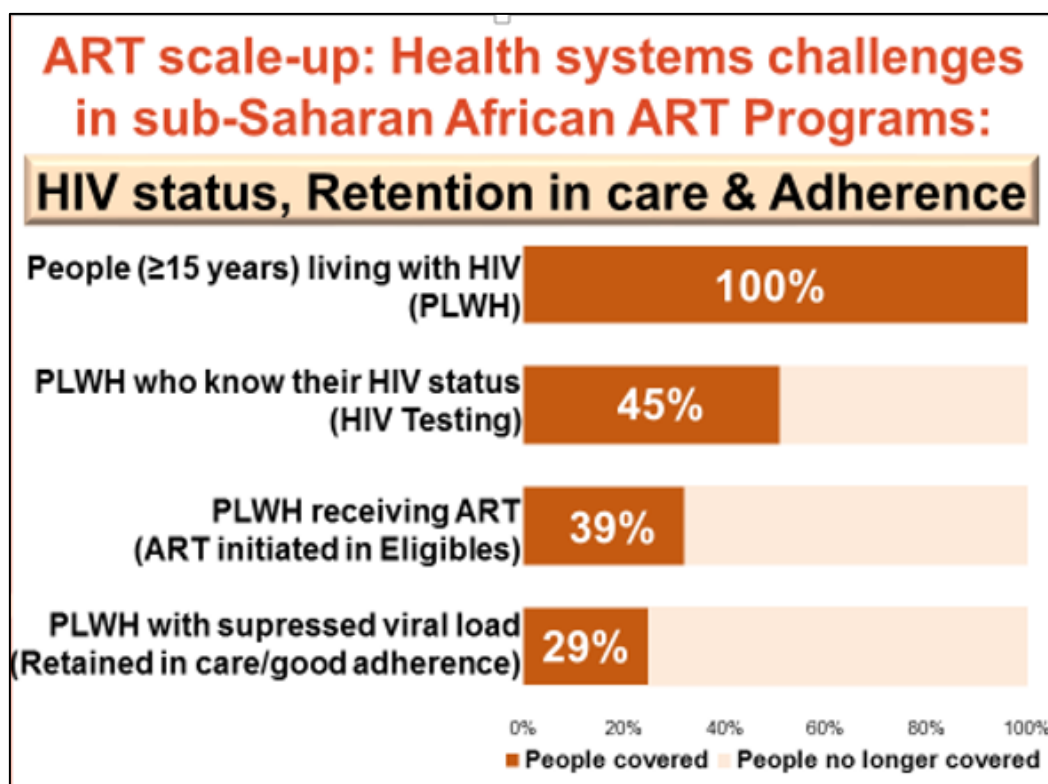 ART scale-up: Health systems challenges
in sub-Saharan African ART Programs:
HIV status, Retention in care & Adherence
People (≥15 years) living with HIV
(PLWH)
100%
PLWH who know their HIV status
(HIV Testing)
45%
PLWH receiving ART
(ART initiated in Eligibles)
39%
PLWH with supressed viral load
(Retained in care/good adherence)
29%
0% 20% 40% 60% 80% 100%
People covered People no longer covered